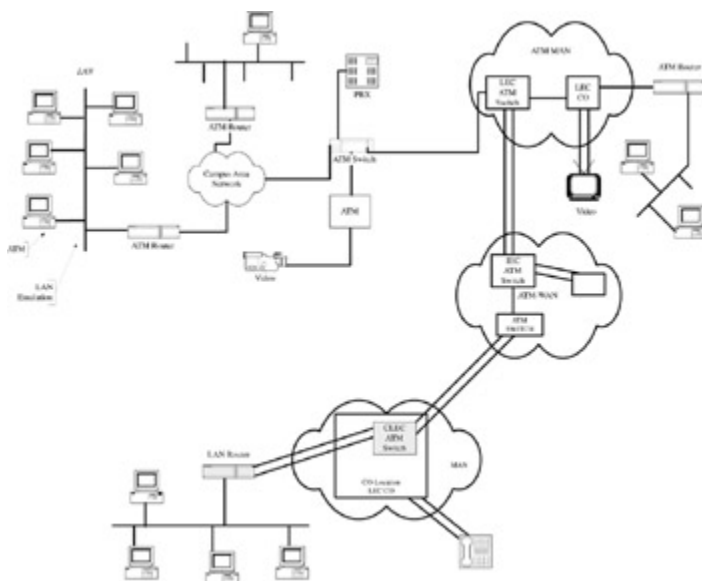 LAN
ATM Router
PBX
ATM MAN
LEC
ATM
Switch
LEC
CO
ATM Router
Campus Area
Network
ATM Switch
ATM
Video
ATM Router
ATM
LAN
Emulation
Video
IEC
ATM
Switch
ATM-WAN
ATM
SWITCH
CLEC
ATM
Switch
LAN Router
MAN
CO Location
LEC CO